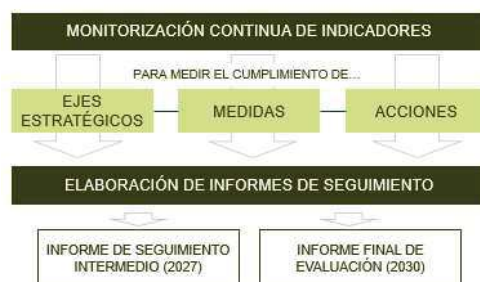 MONITORIZACIÓN CONTINUA DE INDICADORES
PARA MEDIR EL CUMPLIMIENTO DE...
EJES
ESTRATÉGICOS
MEDIDAS
ACCIONES
ELABORACIÓN DE INFORMES DE SEGUIMIENTO
INFORME DE SEGUIMIENTO
INTERMEDIO (2027)
INFORME FINAL DE
EVALUACIÓN (2030)